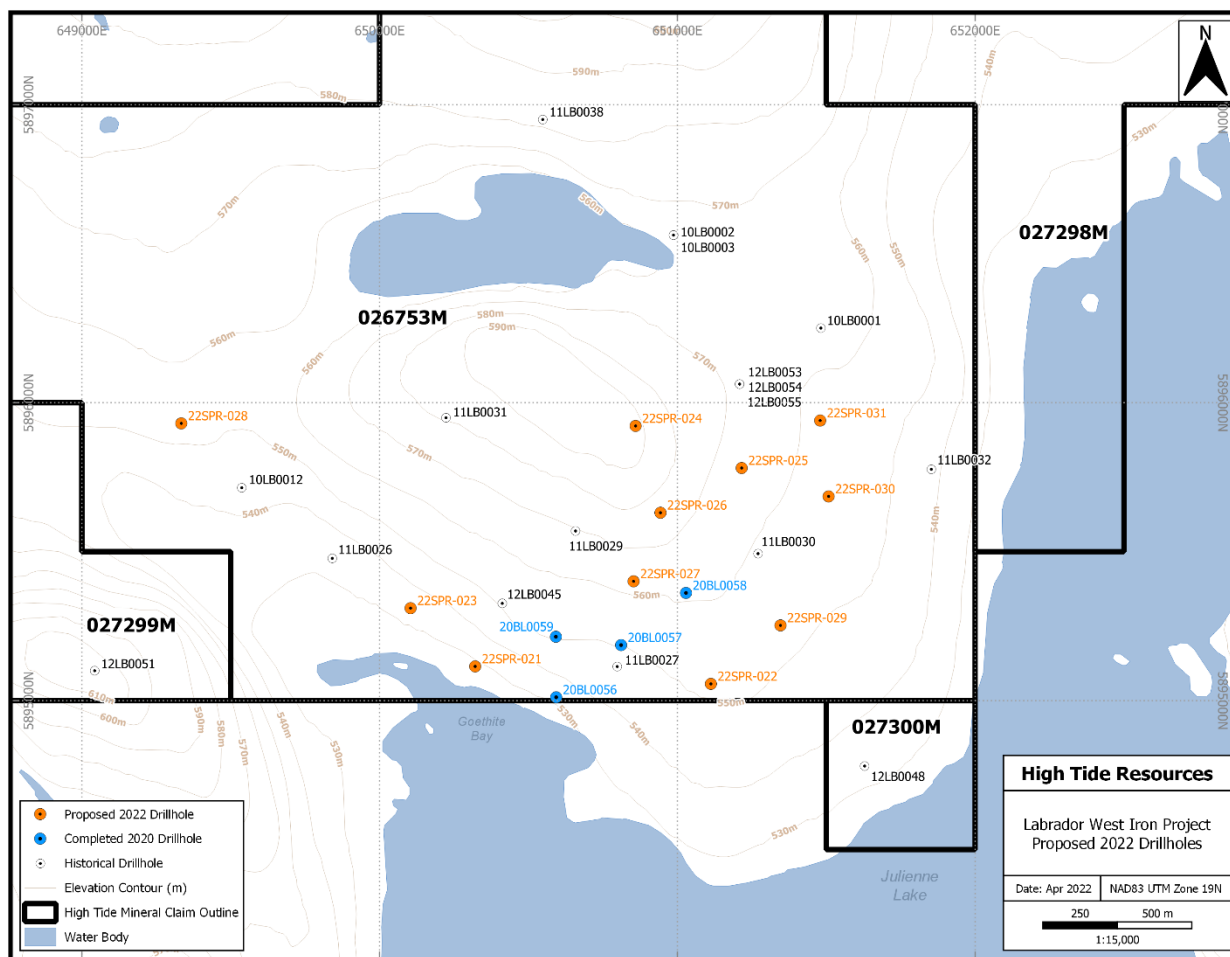 649000E
650000E
651000E
652000E
N
590m
540m
580m
5897000N
11LB0038
530m
000N
570m
560m
570m
10LB0002
10LB0003
027298M
560m
550m
026753M
580m
590m
10LB0001
560m
560m
570m
12LB0053
12LB0054
12LB0055
5896000N
5896000N
22SPR-028
11LB0031
22SPR-024
22SPR-031
550m
570m
22SPR-025
11LB0032
10LB0012
22SPR-030
540m
22SPR-026
540m
11LB0029
11LB0026
11LB0030
22SPR-027
560m
20BL0058
22SPR-023
12LB0045
027299M
20BL0059
20BL0057
22SPR-029
12LB0051
22SPR-021
11LB0027
22SPR-022
610m
600m
590m
580m
570m
540m
530m
5895000N
20BL0056
550m
5895000N
Goethite
Bay
530m
540m
027300M
12LB0048
530m
Julienne
Lake
Proposed 2022 Drillhole
Completed 2020 Drillhole
Historical Drillhole
Elevation Contour (m)
High Tide Mineral Claim Outline
Water Body
High Tide Resources
Labrador West Iron Project
Proposed 2022 Drillholes
Date: Apr 2022
NAD83 UTM Zone 19N
250 500 m
1:15,000